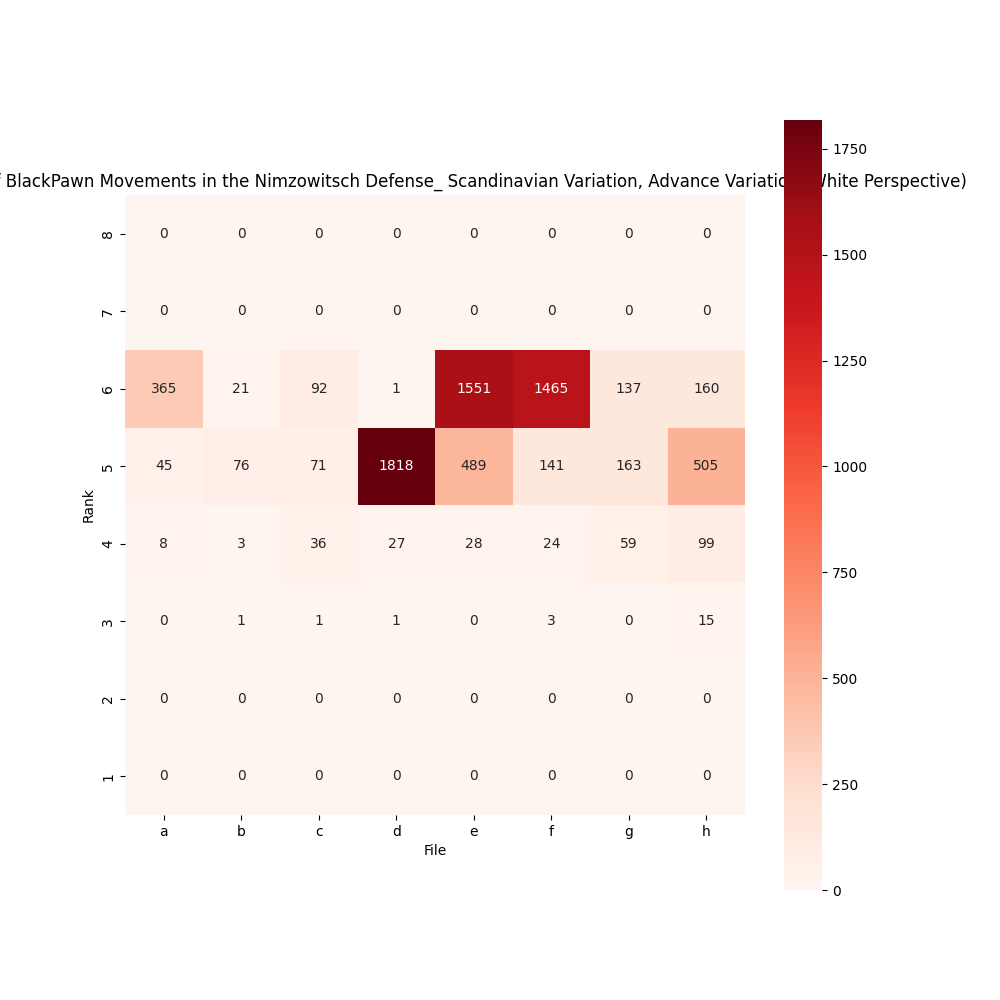 BlackPawn Movements in the Nimzowitsch Defense_ Scandinavian Variation, Advance Variation White Perspective)
1750
8 0 0 0 0 0 0 0 0
1500
7 0 0 0 0 0 0 0 0
1250
6 365 21 92 1 1551 1465 137 160
1000
5 45 76 71 1818 489 141 163 505
Rank
750
4 8 3 36 27 28 24 59 99
3 0 1 1 1 0 3 0 15
500
2 0 0 0 0 0 0 0 0
250
1 0 0 0 0 0 0 0 0
a b c d e f g h
File
0